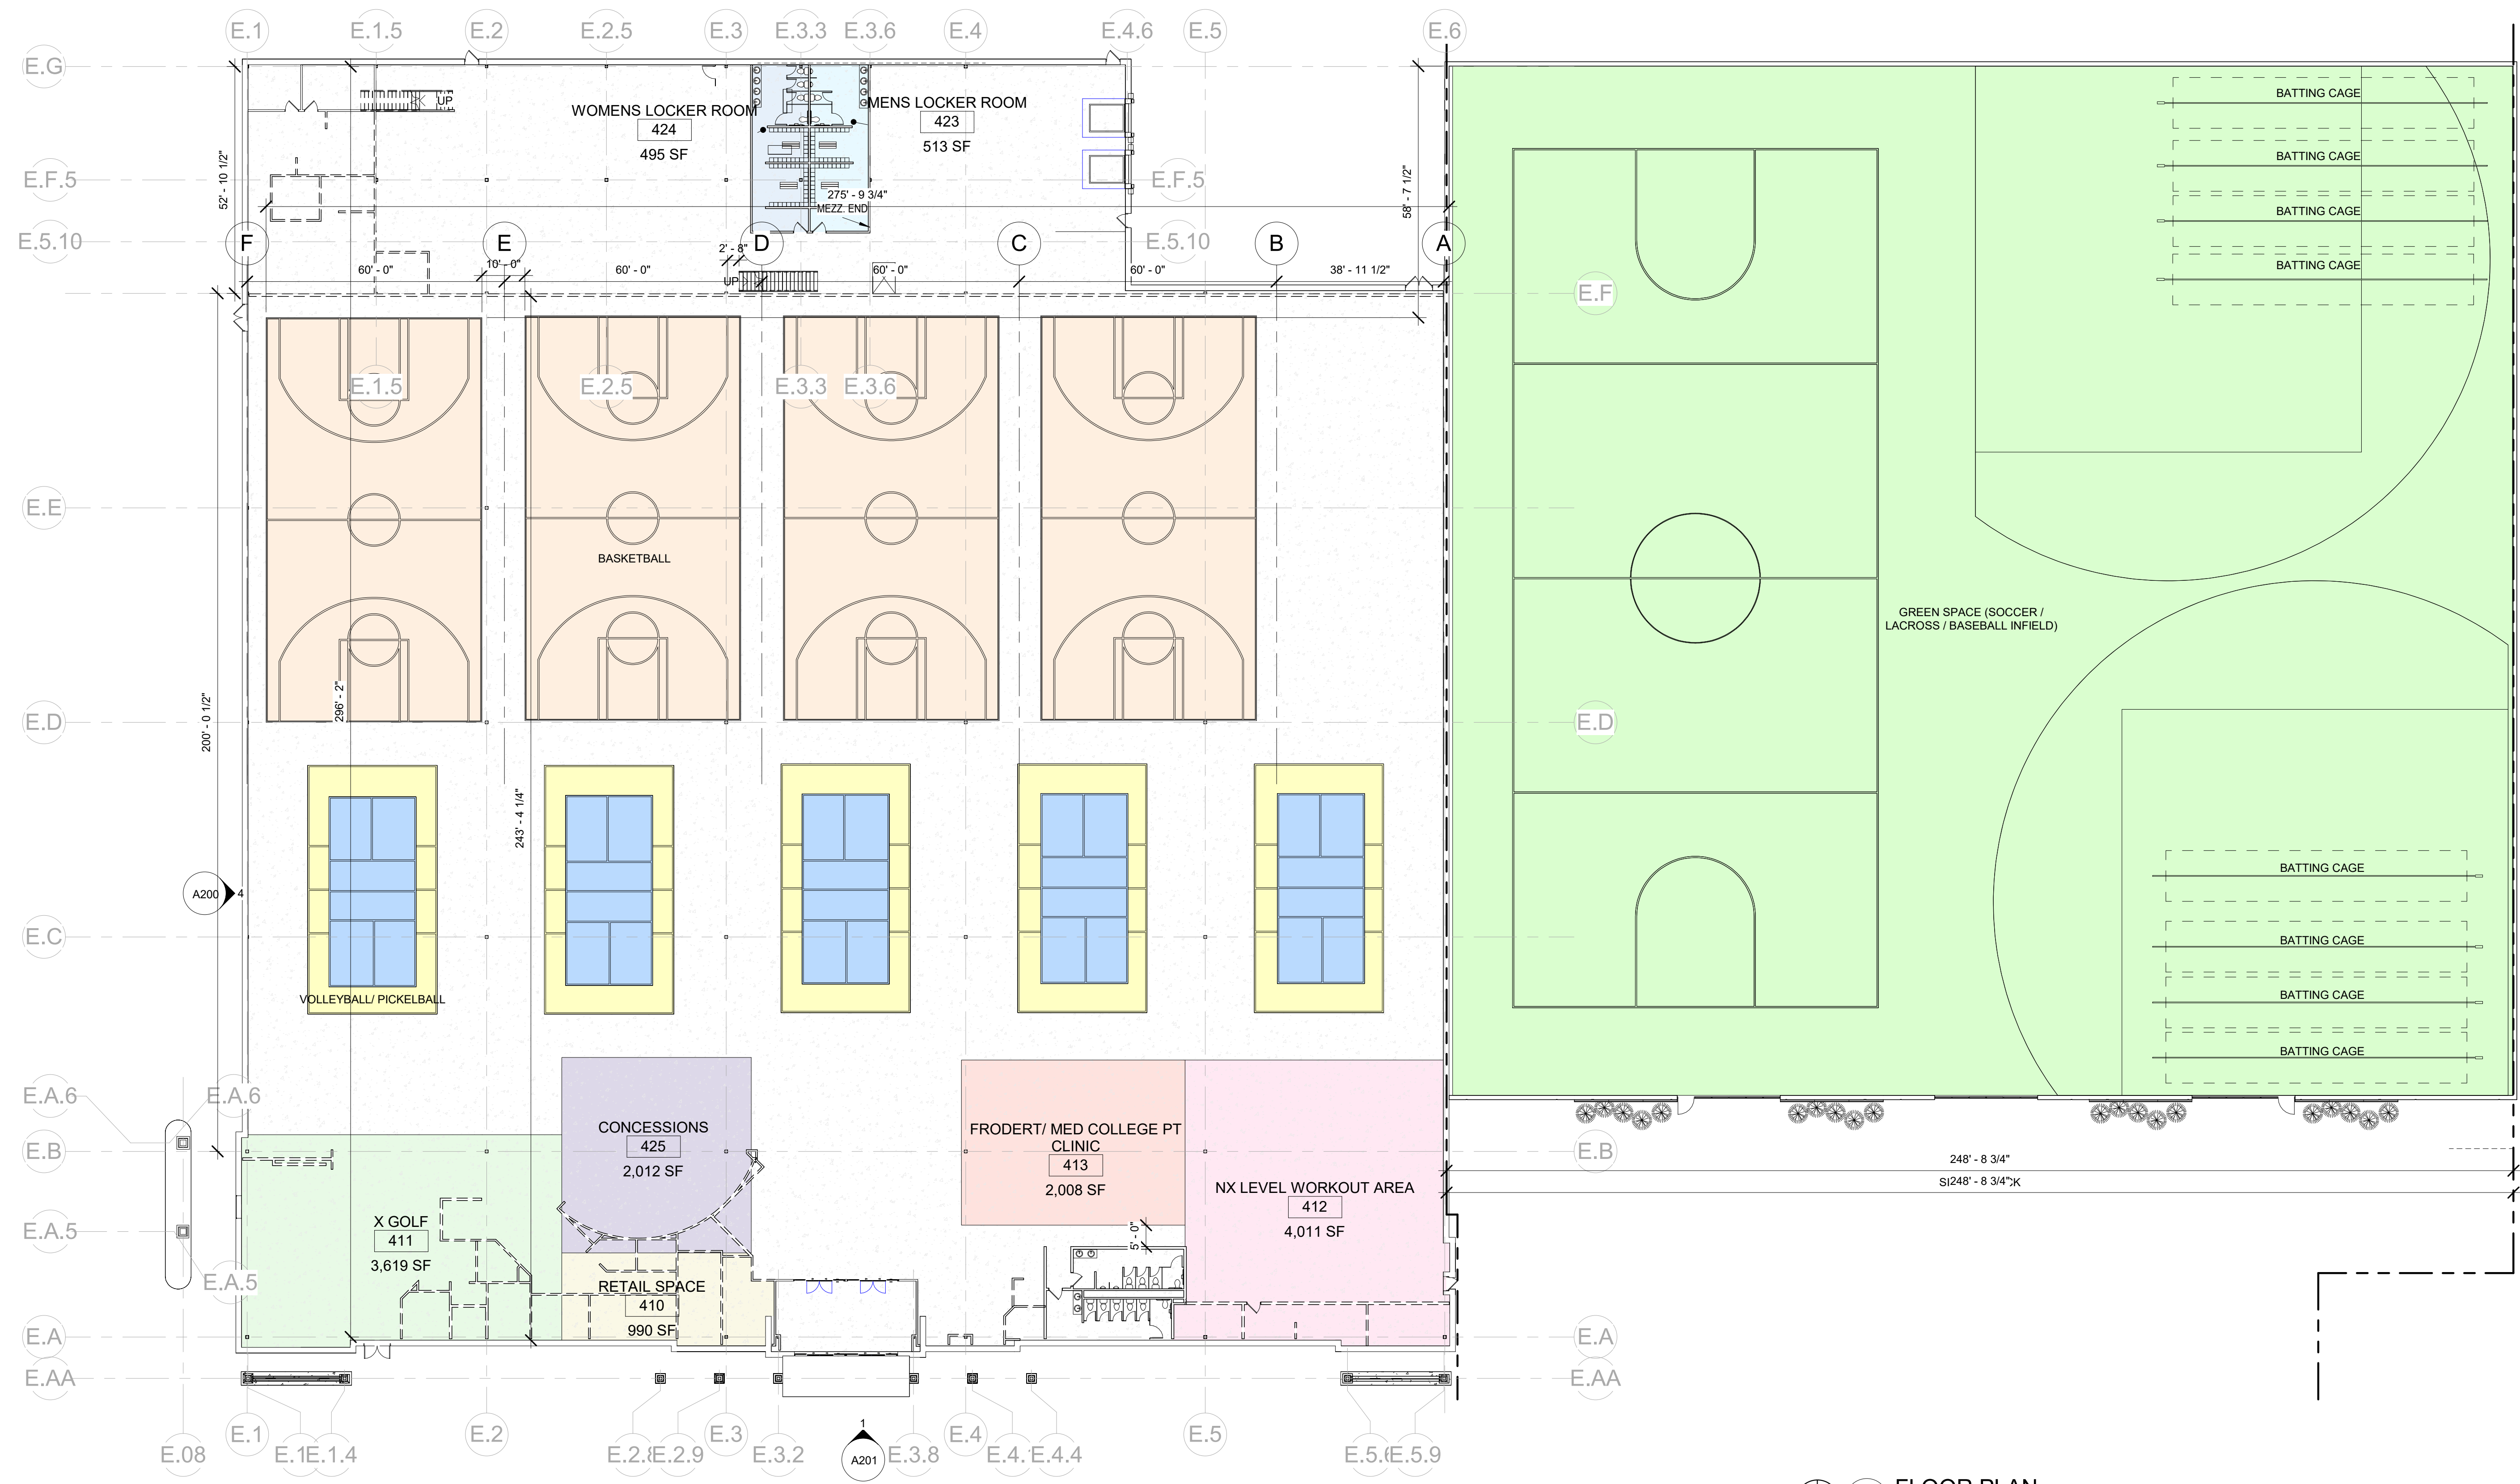 E.1
E.1.5
E.2
E.2.5
E.3
E.3.3
E.3.6
E.4
E.4.6
E.5
E.6
E.G
UP
WOMENS LOCKER ROOM
424
495 SF
MENS LOCKER ROOM
423
513 SF
BATTING CAGE
BATTING CAGE
BATTING CAGE
BATTING CAGE
52' - 10 1/2"
58' - 7 1/2"
E.F.5
E.F.5
275' - 9 3/4"
MEZZ. END
E.5.10
E.5.10
F
E
D
C
B
A
2' - 8"
60' - 0"
10' - 0"
60' - 0"
60' - 0"
60' - 0"
38' - 11 1/2"
UP
E.F
E.1.5
E.2.5
E.3.3
E.3.6
E.E
BASKETBALL
GREEN SPACE (SOCCER /
LACROSS / BASEBALL INFIELD)
296' - 2"
200' - 0 1/2"
E.D
E.D
243' - 4 1/4"
A200
4
BATTING CAGE
BATTING CAGE
BATTING CAGE
BATTING CAGE
E.C
VOLLEYBALL/ PICKELBALL
E.A.6
E.A.6
CONCESSIONS
425
2,012 SF
FRODERT/ MED COLLEGE PT
CLINIC
413
2,008 SF
E.B
E.B
248' - 8 3/4"
248' - 8 3/4"
NX LEVEL WORKOUT AREA
412
4,011 SF
X GOLF
411
3,619 SF
E.A.5
E.A.5
5' - 0"
RETAIL SPACE
410
990 SF
E.A
E.A
E.AA
E.AA
E.1
E.2
E.3
E.4
E.5
1
A201
E.08
E.1.4
E.2.9
E.3.2
E.3.8
E.4.4
E.5.9